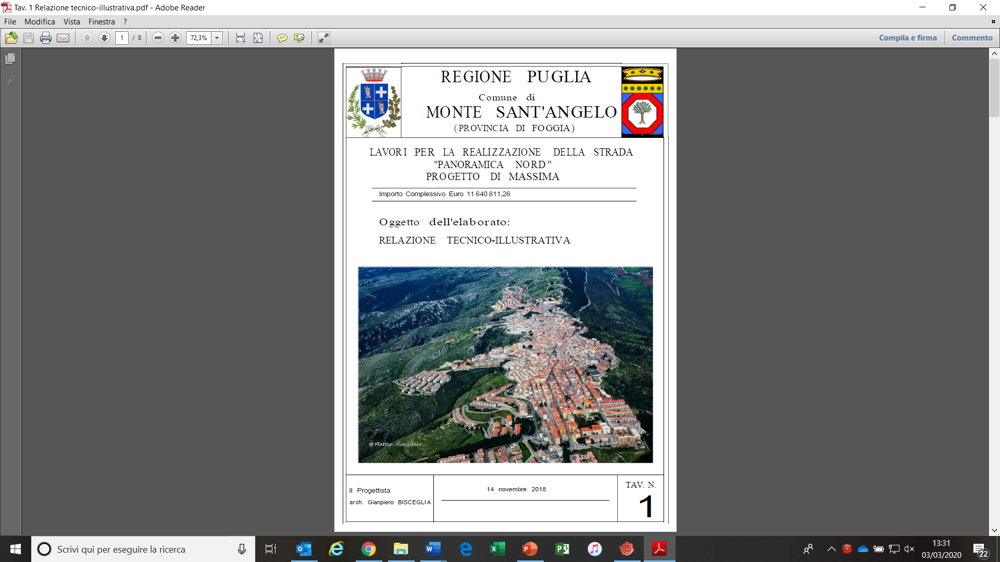 Tav. 1 Relazione tecnico-illustrativa.pdf - Adobe Reader
File Modifica Vista Finestra ?
1 / 8 72,3% Compila e firma Commento
REGIONE PUGLIA
Comune di
MONTE SANT'ANGELO
(PROVINCIA DI FOGGIA)
LAVORI PER LA REALIZZAZIONE DELLA STRADA
"PANORAMICA NORD"
PROGETTO DI MASSIMA
Importo Complessivo Euro 11 640 811,26
Oggetto dell'elaborato:
RELAZIONE TECNICO-ILLUSTRATIVA
@ Matteo Nuzziello
Il Progettista
arch. Gianpiero BISCEGLIA
14 novembre 2018
TAV. N.
1
Scrivi qui per eseguire la ricerca
13:31
03/03/2020
22